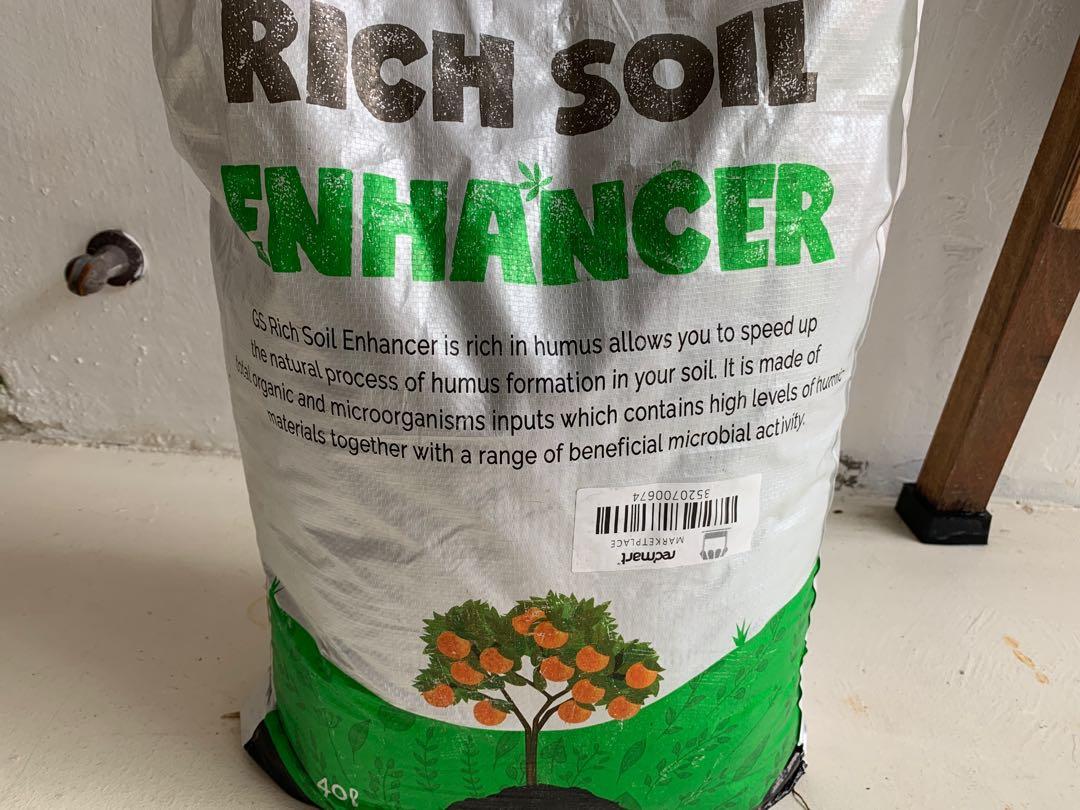 RICH SOIL
ENHANCER
GS Rich Soil Enhancer is rich in humus allows you to speed up
the natural process of humus formation in your soil. It is made of
total organic and microorganisms inputs which contains high levels of humic
materials together with a range of beneficial microbial activity.
redmart
MARKETPLACE
3520700674
40ℓ